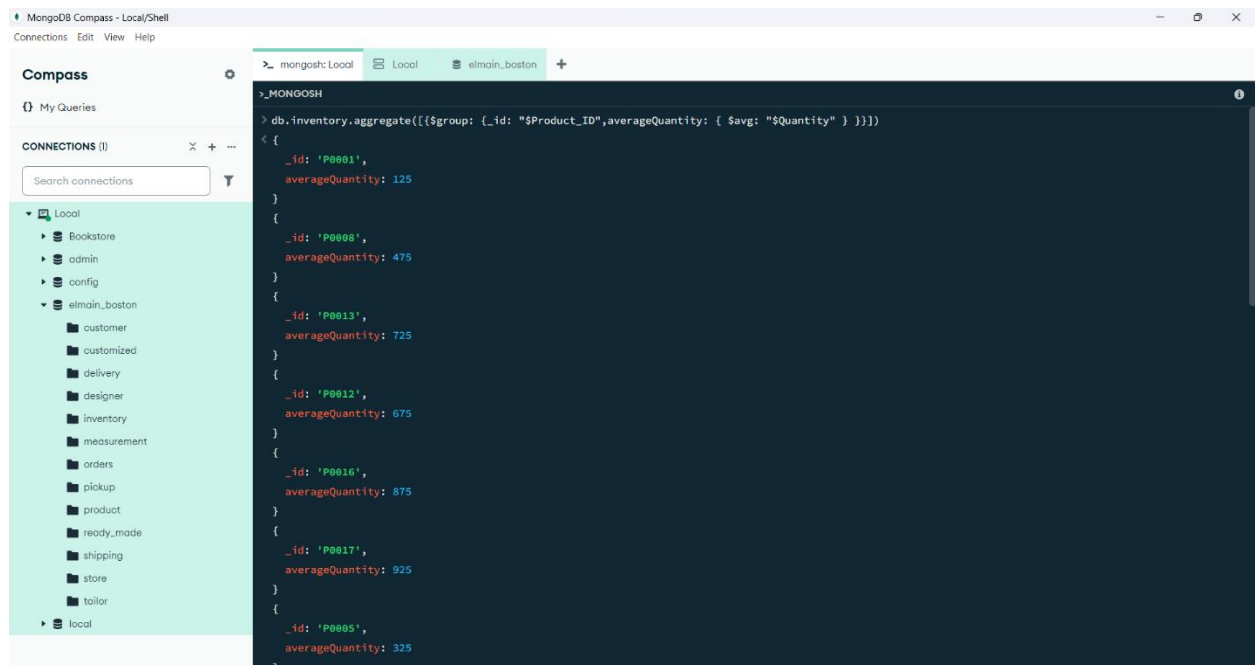 MongoDB Compass - Local/Shell
Connections Edit View Help
Compass
{} My Queries
CONNECTIONS (1)
Search connections
Local
Bookstore
admin
config
elmain_boston
customer
customized
delivery
designer
inventory
measurement
orders
pickup
product
ready_made
shipping
store
tailor
local
>_ mongosh: Local
Local
elmain_boston
+
>_MONGOSH
> db.inventory.aggregate([{$group: {_id: "$Product_ID",averageQuantity: { $avg: "$Quantity" } }}])
< {
_id: 'P0001',
averageQuantity: 125
}
{
_id: 'P0008',
averageQuantity: 475
}
{
_id: 'P0013',
averageQuantity: 725
}
{
_id: 'P0012',
averageQuantity: 675
}
{
_id: 'P0016',
averageQuantity: 875
}
{
_id: 'P0017',
averageQuantity: 925
}
{
_id: 'P0005',
averageQuantity: 325
}